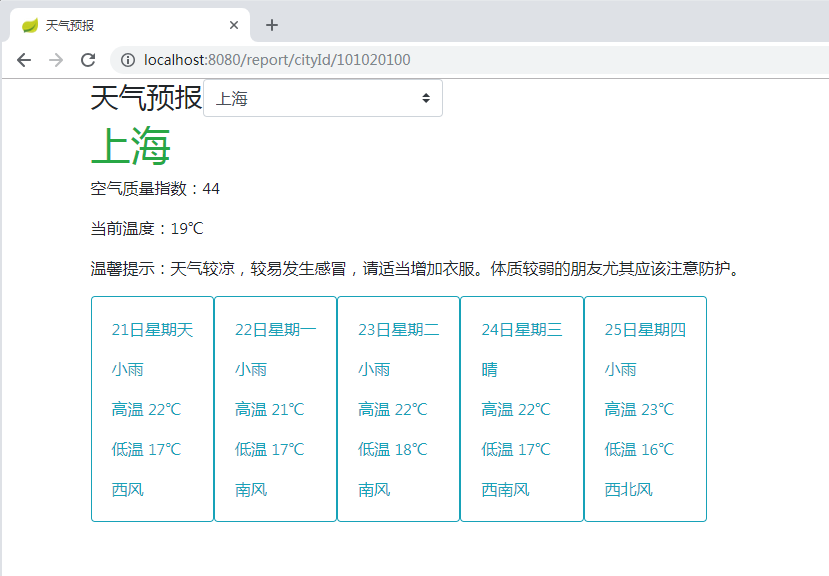 天气预报
localhost:8080/report/cityId/101020100
天气预报 上海
上海
空气质量指数：44
当前温度：19℃
温馨提示：天气较凉，较易发生感冒，请适当增加衣服。体质较弱的朋友尤其应该注意防护。
21日星期天
小雨
高温 22℃
低温 17℃
西风
22日星期一
小雨
高温 21℃
低温 17℃
南风
23日星期二
小雨
高温 22℃
低温 18℃
南风
24日星期三
晴
高温 22℃
低温 17℃
西南风
25日星期四
小雨
高温 23℃
低温 16℃
西北风